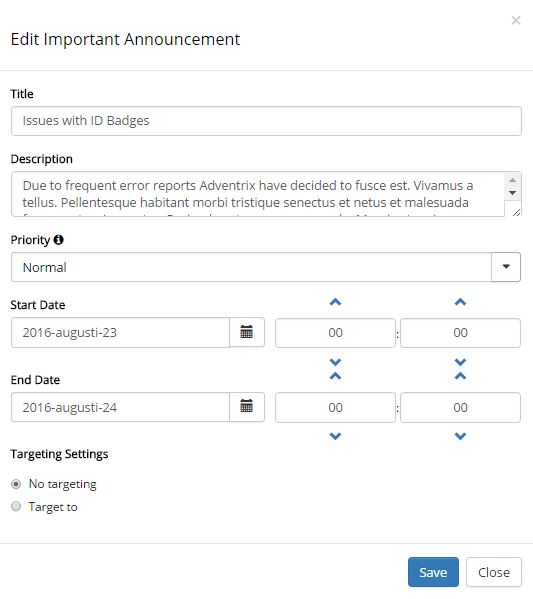 ×
Edit Important Announcement
Title
Issues with ID Badges
Description
Due to frequent error reports Adventrix have decided to fusce est. Vivamus a
tellus. Pellentesque habitant morbi tristique senectus et netus et malesuada
Priority
Normal
Start Date
2016-augusti-23
00 : 00
End Date
2016-augusti-24
00 : 00
Targeting Settings
No targeting
Target to
Save Close